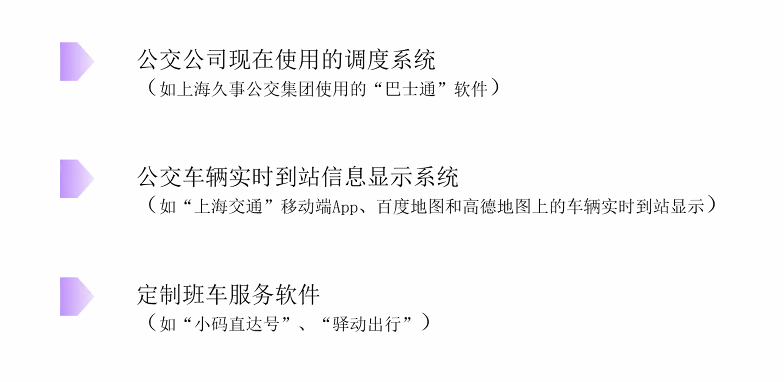 公交公司现在使用的调度系统
（如上海久事公交集团使用的“巴士通”软件）
公交车辆实时到站信息显示系统
（如“上海交通”移动端App、百度地图和高德地图上的车辆实时到站显示）
定制班车服务软件
（如“小码直达号”、“驿动出行”）